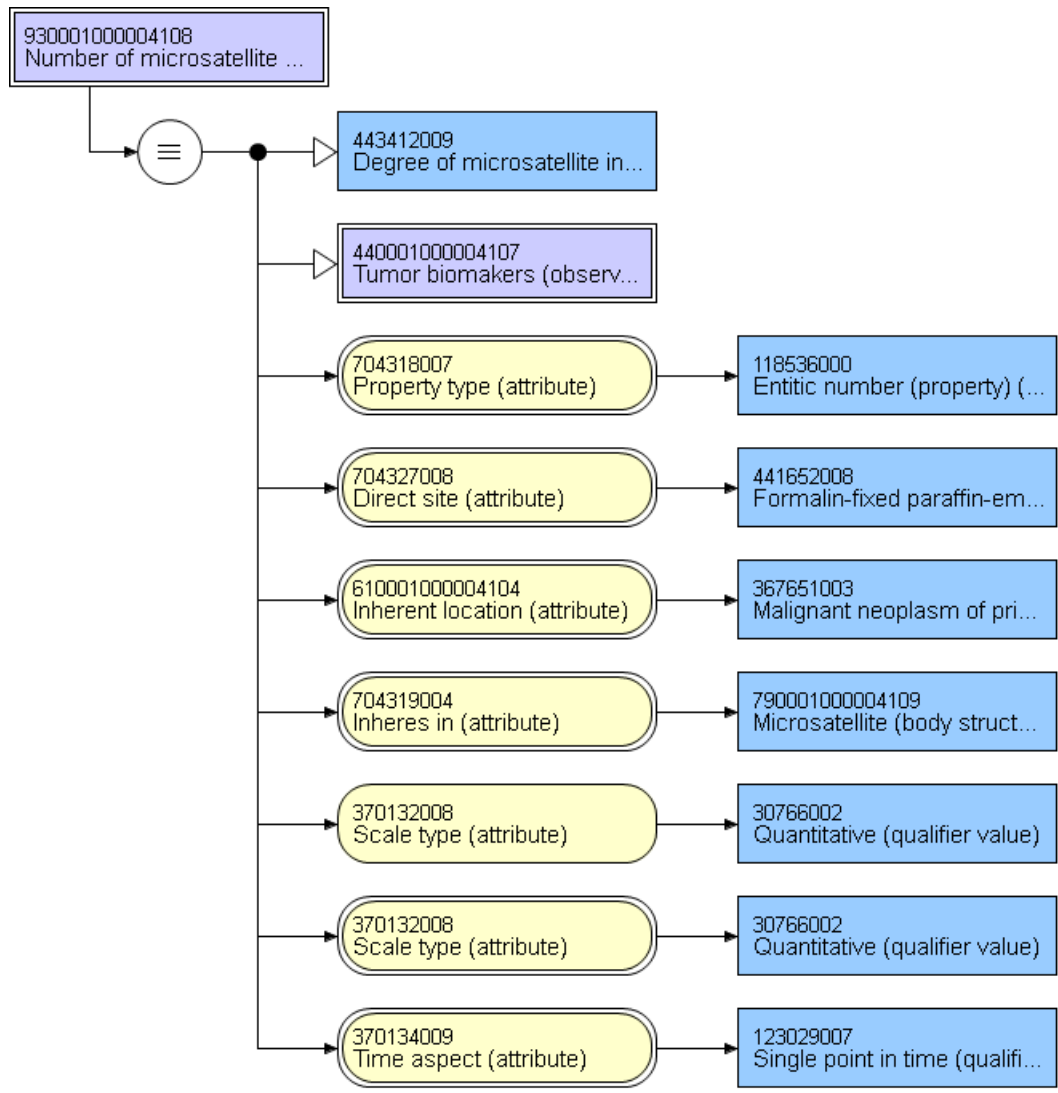 930001000004108
Number of microsatellite ...
443412009
Degree of microsatellite in...
440001000004107
Tumor biomakers (observ...
704318007
Property type (attribute)
118536000
Entitic number (property) (...
704327008
Direct site (attribute)
441652008
Formalin-fixed paraffin-em...
610001000004104
Inherent location (attribute)
367651003
Malignant neoplasm of pri...
704319004
Inheres in (attribute)
790001000004109
Microsatellite (body struct...
370132008
Scale type (attribute)
30766002
Quantitative (qualifier value)
370132008
Scale type (attribute)
30766002
Quantitative (qualifier value)
370134009
Time aspect (attribute)
123029007
Single point in time (qualifi...